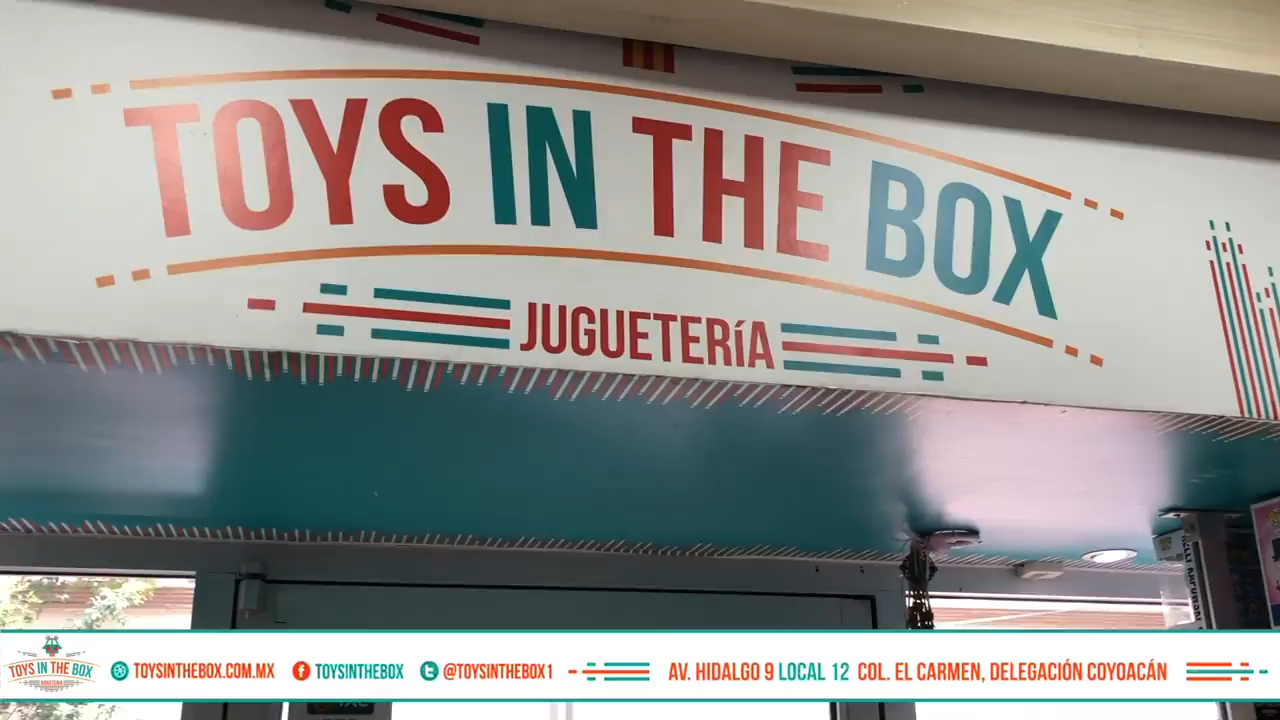 TOYS IN THE BOX
JUGUETERÍA
TOYS IN THE BOX
JUGUETERIA
TOYSINTHEBOX.COM.MX
TOYSINTHEBOX
@TOYSINTHEBOX1
AV. HIDALGO 9 LOCAL 12 COL. EL CARMEN, DELEGACIÓN COYOACÁN